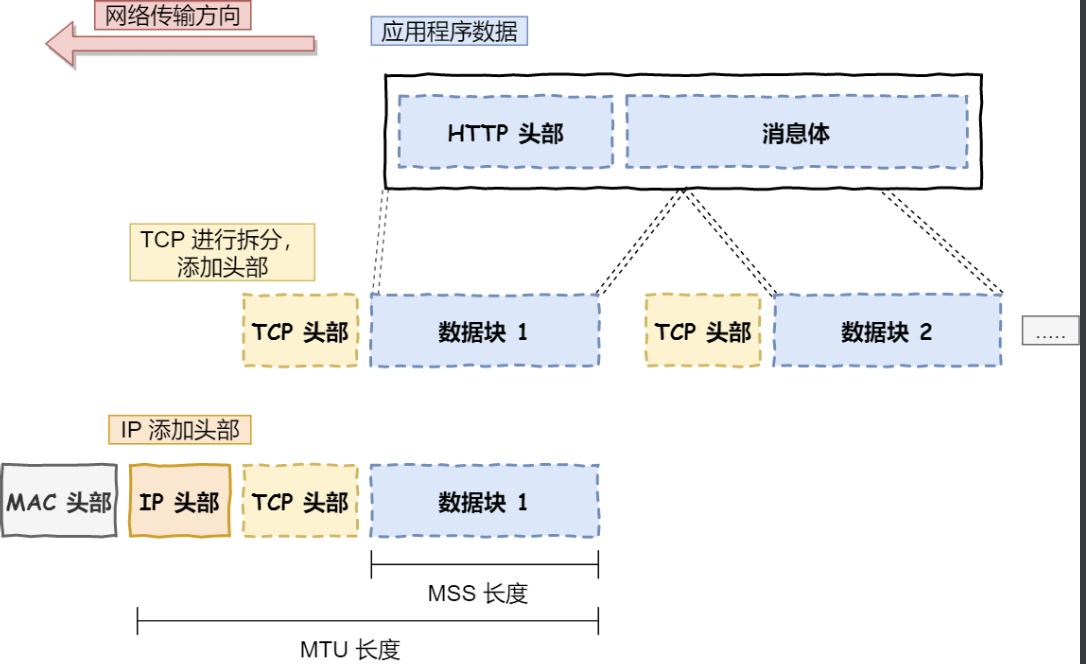 网络传输方向
应用程序数据
HTTP 头部
消息体
TCP 进行拆分，
添加头部
TCP 头部
数据块 1
TCP 头部
数据块 2
.....
IP 添加头部
MAC 头部
IP 头部
TCP 头部
数据块 1
MSS 长度
MTU 长度